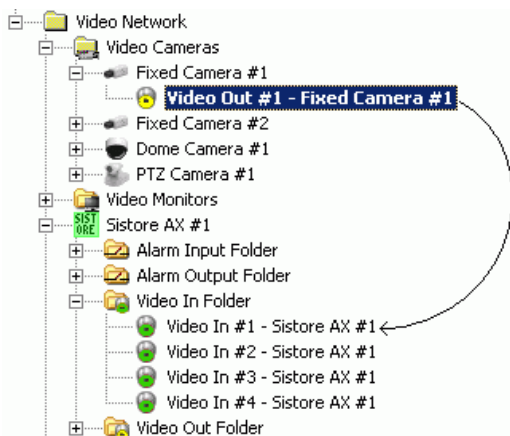 Video Network
Video Cameras
Fixed Camera #1
Video Out #1 - Fixed Camera #1
Fixed Camera #2
Dome Camera #1
PTZ Camera #1
Video Monitors
SIST
ORE
Sistore AX #1
Alarm Input Folder
Alarm Output Folder
Video In Folder
Video In #1 - Sistore AX #1
Video In #2 - Sistore AX #1
Video In #3 - Sistore AX #1
Video In #4 - Sistore AX #1
Video Out Folder